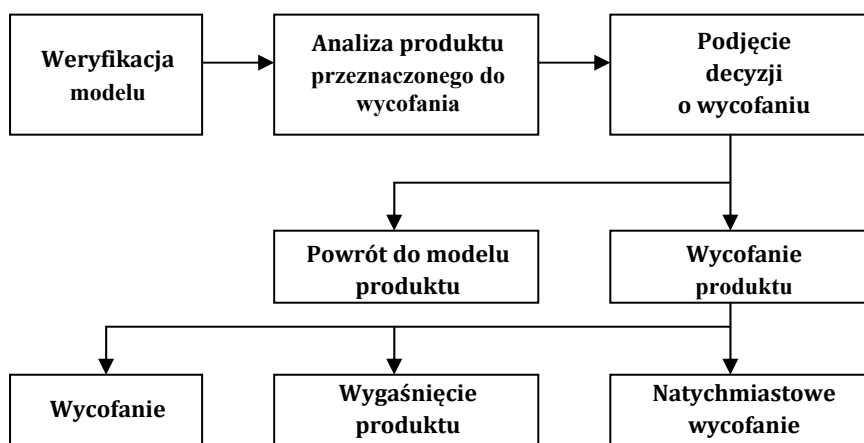 Weryfikacja
modelu
Analiza produktu
przeznaczonego do
wycofania
Podjęcie
decyzji
o wycofaniu
Powrót do modelu
produktu
Wycofanie
produktu
Wycofanie
Wygaśnięcie
produktu
Natychmiastowe
wycofanie